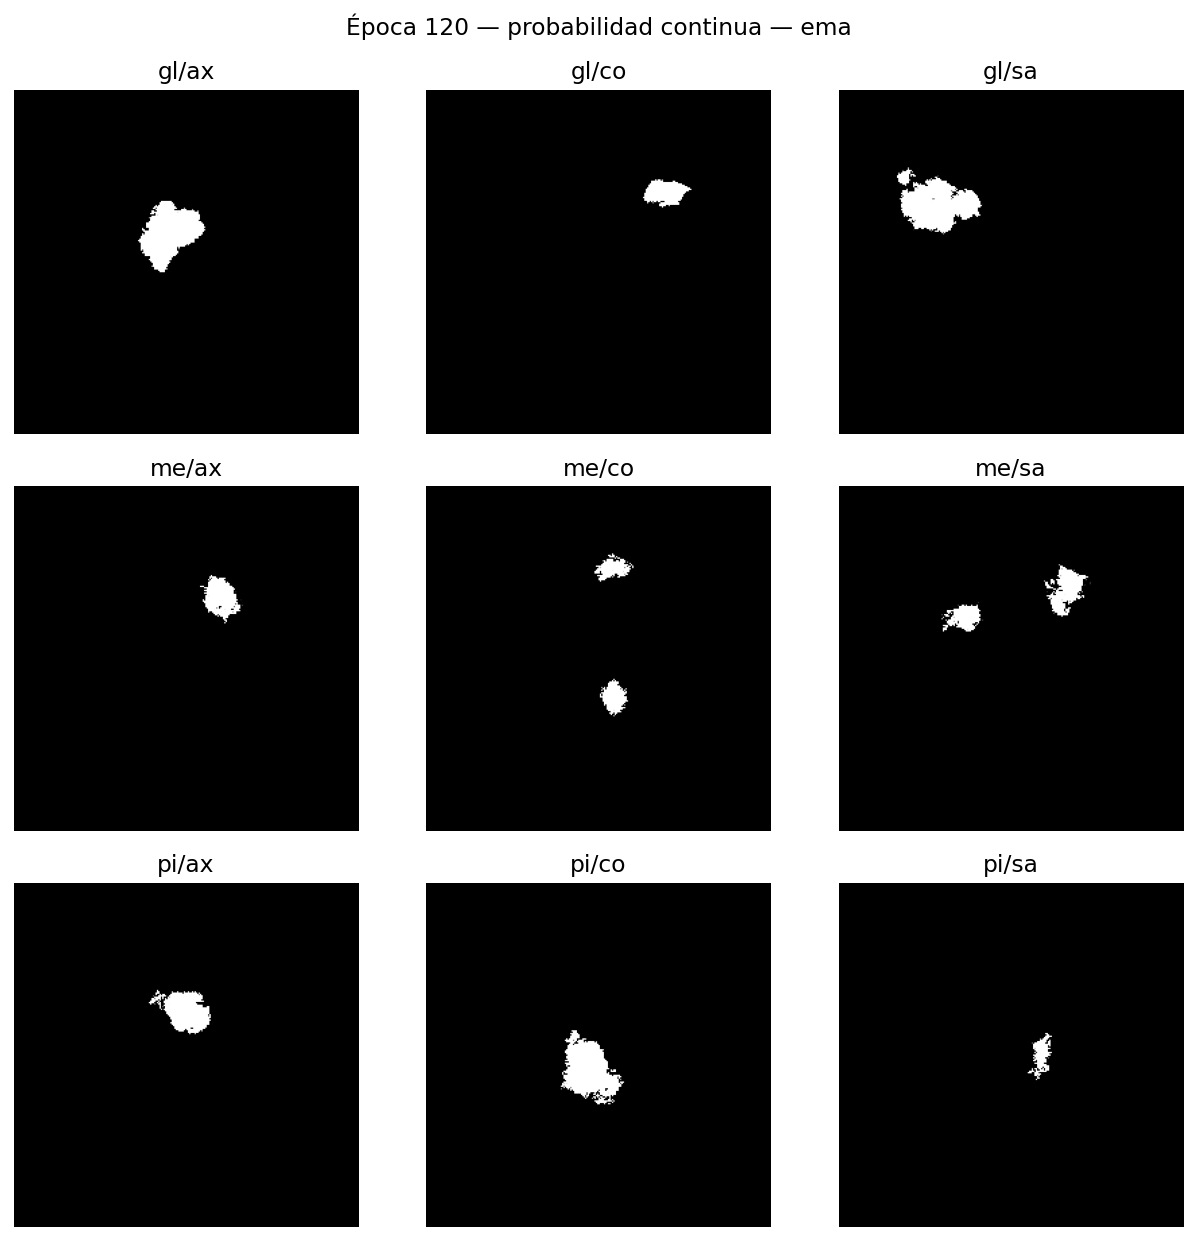 Época 120 — probabilidad continua — ema
gl/ax
gl/co
gl/sa
me/ax
me/co
me/sa
pi/ax
pi/co
pi/sa